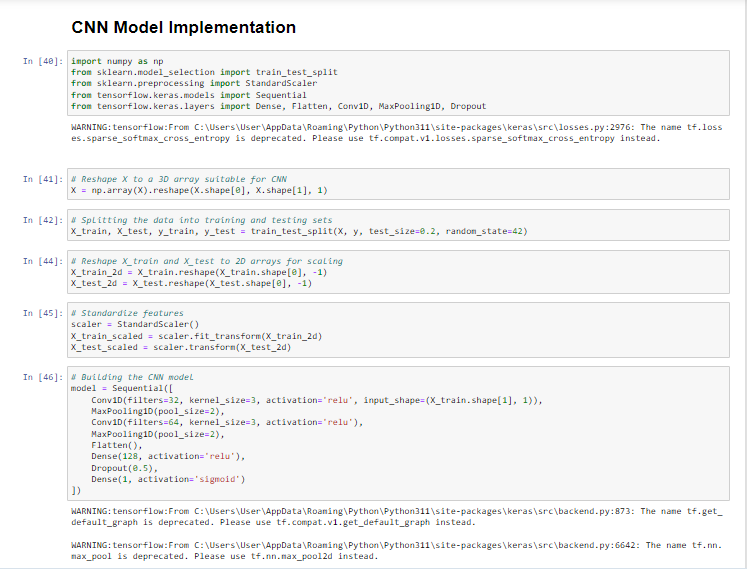 CNN Model Implementation
In [40]: import numpy as np
from sklearn.model_selection import train_test_split
from sklearn.preprocessing import StandardScaler
from tensorflow.keras.models import Sequential
from tensorflow.keras.layers import Dense, Flatten, Conv1D, MaxPooling1D, Dropout
WARNING:tensorflow:From C:\Users\User\AppData\Roaming\Python\Python311\site-packages\keras\src\losses.py:2976: The name tf.loss
es.sparse_softmax_cross_entropy is deprecated. Please use tf.compat.v1.losses.sparse_softmax_cross_entropy instead.
In [41]: # Reshape X to a 3D array suitable for CNN
X = np.array(X).reshape(X.shape[0], X.shape[1], 1)
In [42]: # Splitting the data into training and testing sets
X_train, X_test, y_train, y_test = train_test_split(X, y, test_size=0.2, random_state=42)
In [44]: # Reshape X_train and X_test to 2D arrays for scaling
X_train_2d = X_train.reshape(X_train.shape[0], -1)
X_test_2d = X_test.reshape(X_test.shape[0], -1)
In [45]: # Standardize features
scaler = StandardScaler()
X_train_scaled = scaler.fit_transform(X_train_2d)
X_test_scaled = scaler.transform(X_test_2d)
In [46]: # Building the CNN model
model = Sequential([
    Conv1D(filters=32, kernel_size=3, activation='relu', input_shape=(X_train.shape[1], 1)),
    MaxPooling1D(pool_size=2),
    Conv1D(filters=64, kernel_size=3, activation='relu'),
    MaxPooling1D(pool_size=2),
    Flatten(),
    Dense(128, activation='relu'),
    Dropout(0.5),
    Dense(1, activation='sigmoid')
])
WARNING:tensorflow:From C:\Users\User\AppData\Roaming\Python\Python311\site-packages\keras\src\backend.py:873: The name tf.get_
default_graph is deprecated. Please use tf.compat.v1.get_default_graph instead.
WARNING:tensorflow:From C:\Users\User\AppData\Roaming\Python\Python311\site-packages\keras\src\backend.py:6642: The name tf.nn.
max_pool is deprecated. Please use tf.nn.max_pool2d instead.